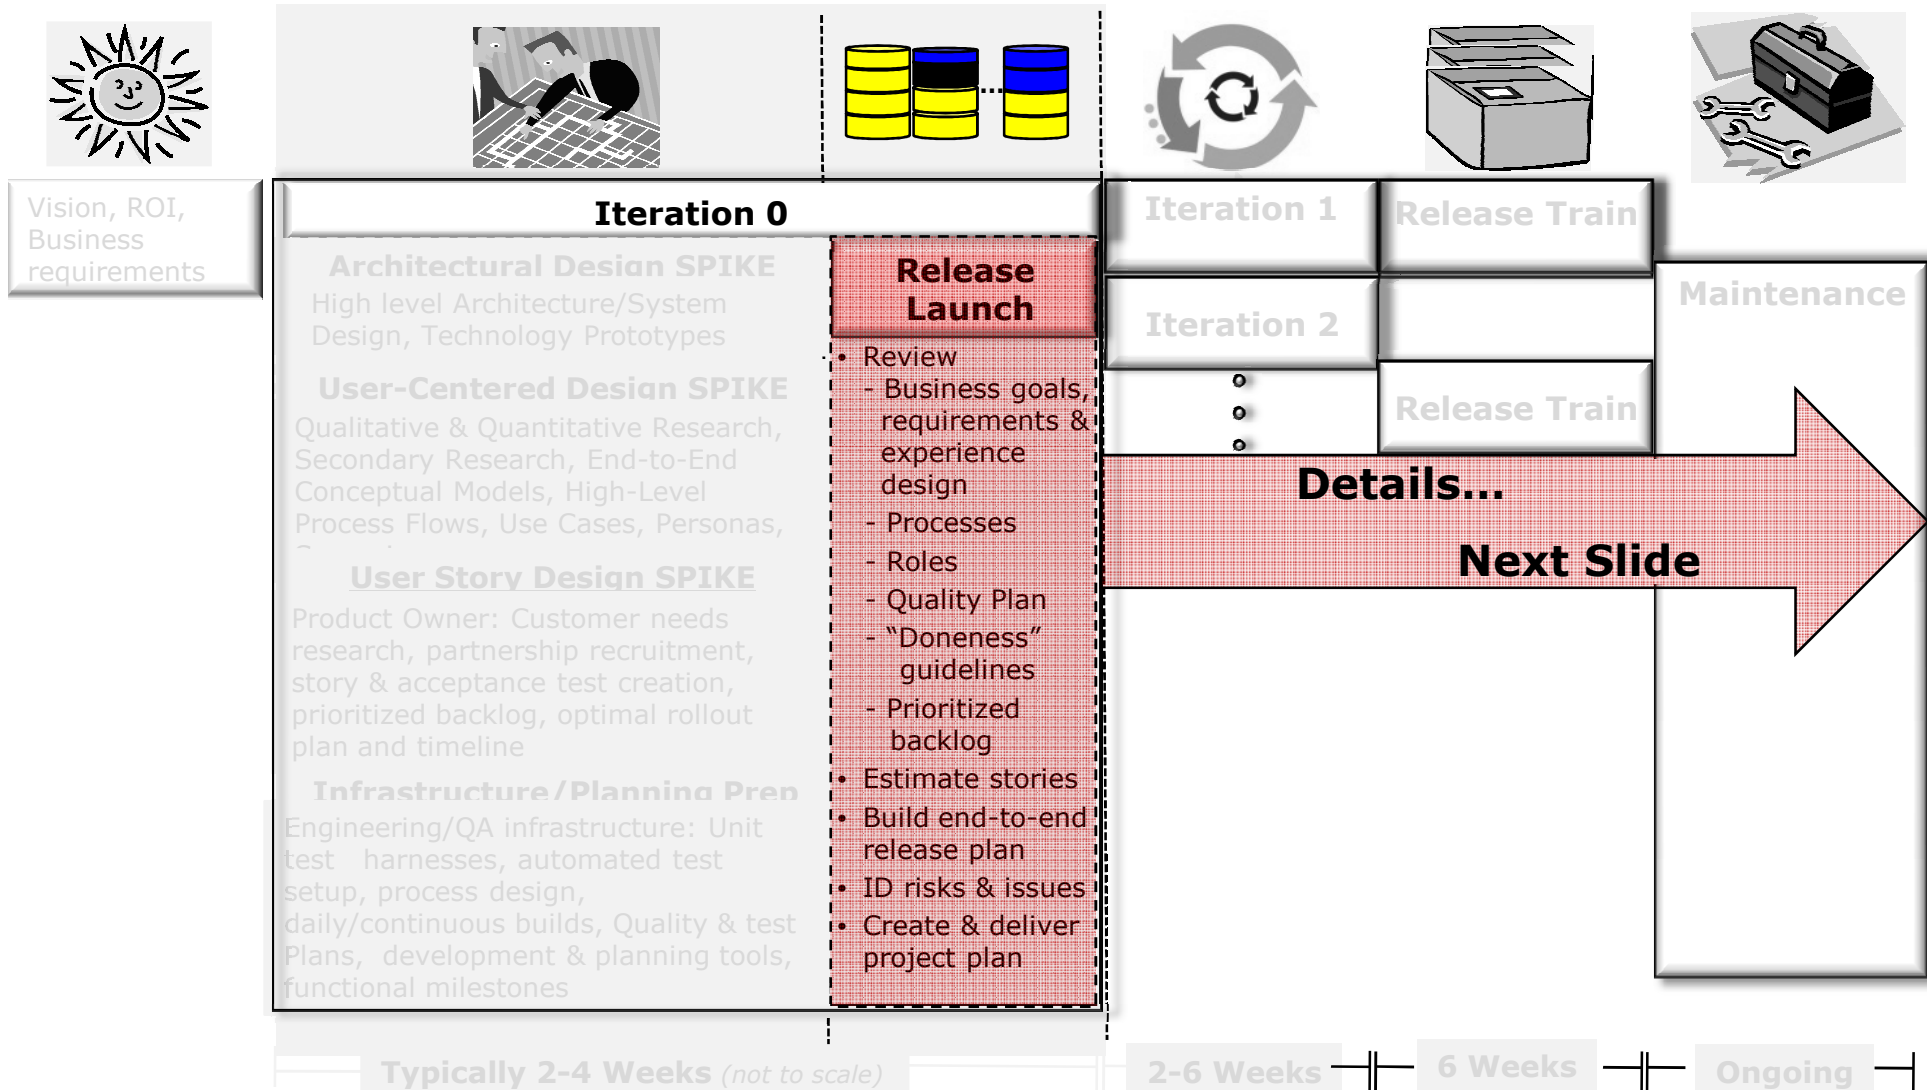 Vision, ROI,
Business
requirements
Iteration 0
Architectural Design SPIKE
High level Architecture/System
Design, Technology Prototypes
User-Centered Design SPIKE
Qualitative & Quantitative Research,
Secondary Research, End-to-End
Conceptual Models, High-Level
Process Flows, Use Cases, Personas,
User Story Design SPIKE
Product Owner: Customer needs
research, partnership recruitment,
story & acceptance test creation,
prioritized backlog, optimal rollout
plan and timeline
Infrastructure/Planning Prep
Engineering/QA infrastructure: Unit
test harnesses, automated test
setup, process design,
daily/continuous builds, Quality & test
Plans, development & planning tools,
functional milestones
Release
Launch
• Review
- Business goals,
requirements &
experience
design
- Processes
- Roles
- Quality Plan
- “Doneness”
guidelines
- Prioritized
backlog
• Estimate stories
• Build end-to-end
release plan
• ID risks & issues
• Create & deliver
project plan
Iteration 1
Iteration 2
Release Train
Release Train
Maintenance
Details...
Next Slide
Typically 2-4 Weeks (not to scale)
2-6 Weeks
6 Weeks
Ongoing